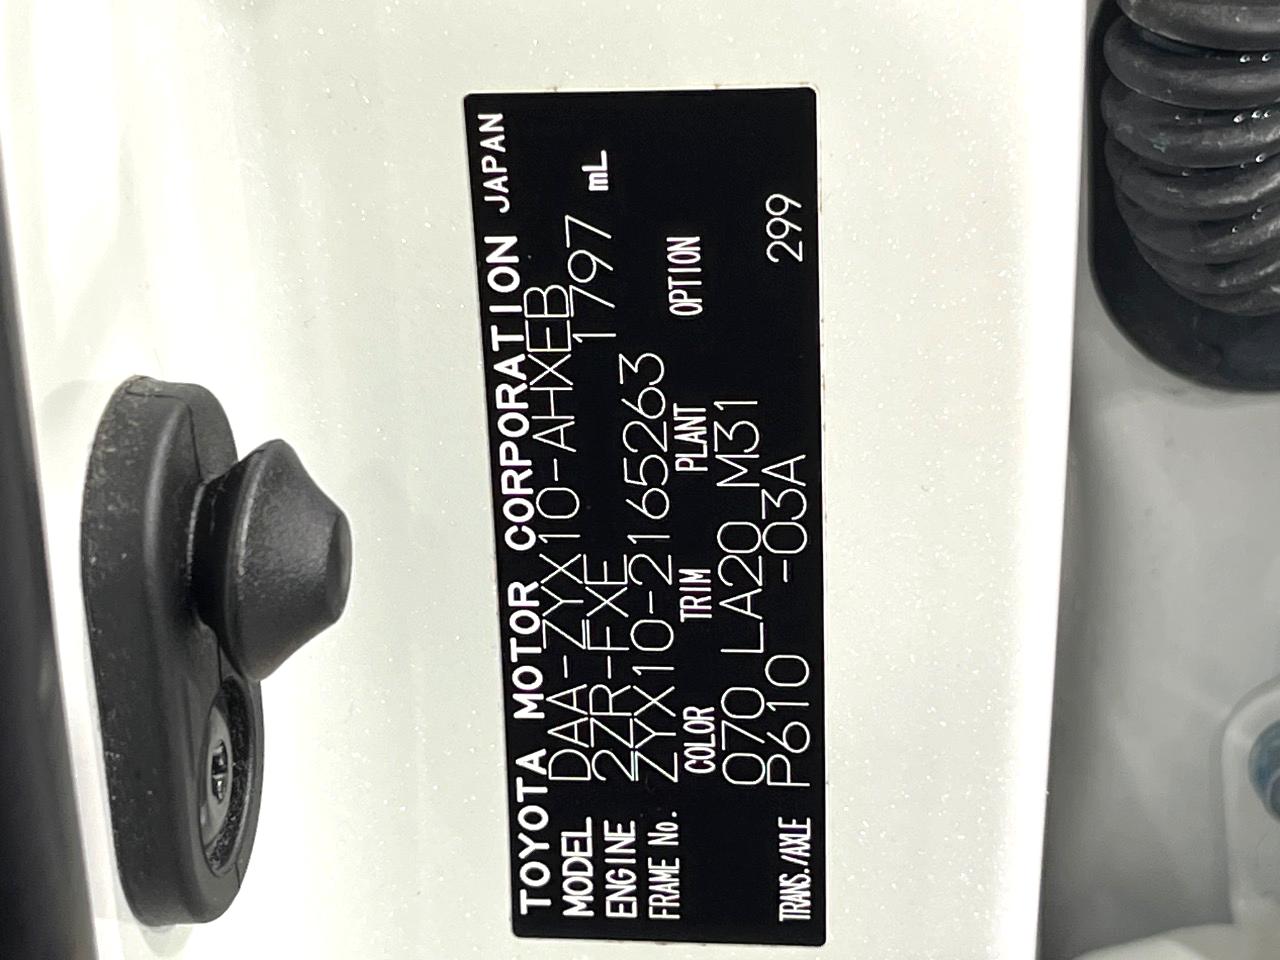 TOYOTA MOTOR CORPORATION JAPAN
MODEL DAA-ZYX10-AHXEB
ENGINE 2ZR-FXE 1797 mL
FRAME No. ZYX10-2165263
COLOR TRIM PLANT OPTION
070 LA20 M31
TRANS./AXLE P610 -03A 299